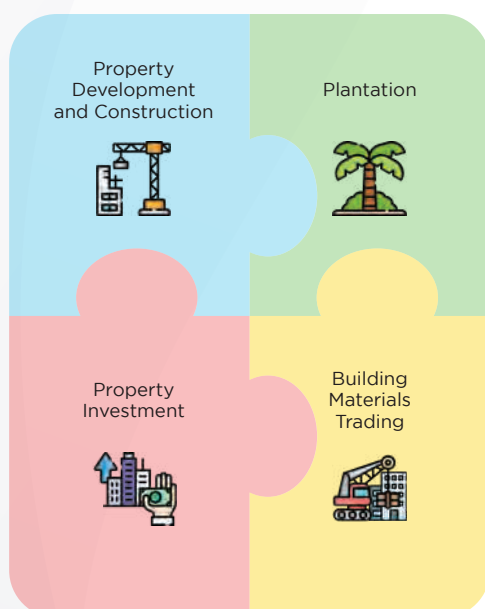 Property
Development
and Construction
Plantation
Property
Investment
Building
Materials
Trading